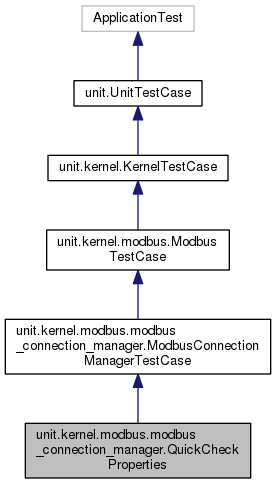 ApplicationTest
unit.UnitTestCase
unit.kernel.KernelTestCase
unit.kernel.modbus.Modbus
TestCase
unit.kernel.modbus.modbus
_connection_manager.ModbusConnection
ManagerTestCase
unit.kernel.modbus.modbus
_connection_manager.QuickCheck
Properties